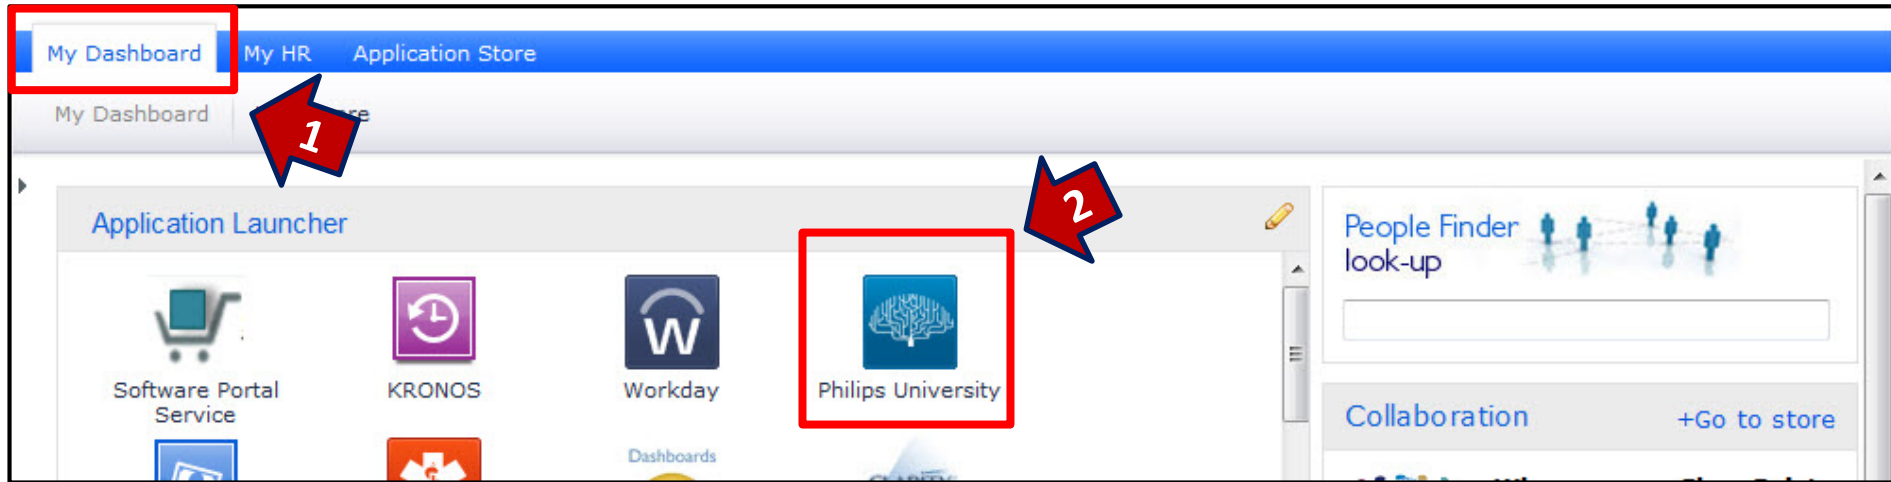 My Dashboard My HR Application Store
My Dashboard
1
2
Application Launcher
People Finder
look-up
W
Software Portal
Service
KRONOS
Workday
Philips University
Collaboration
+Go to store
Dashboards